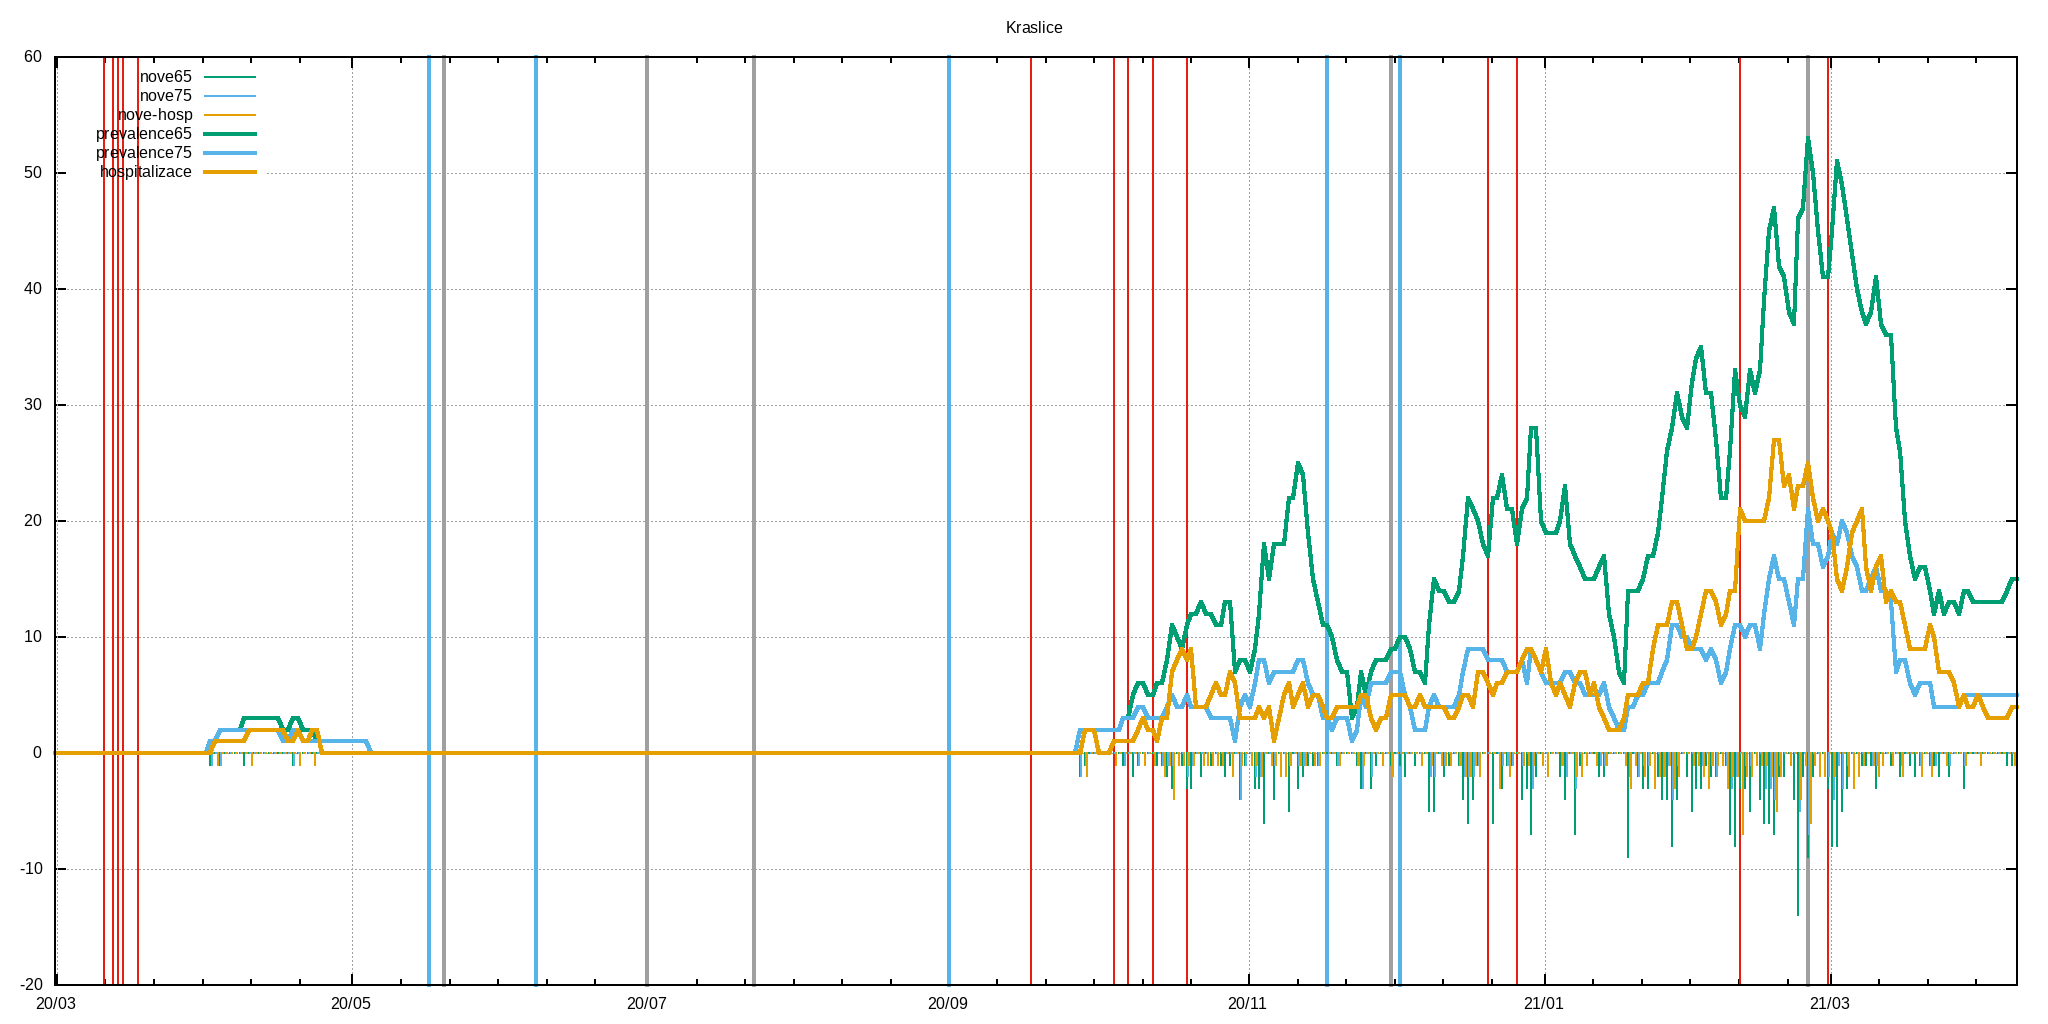 Kraslice
60
50
40
30
20
10
0
-10
-20
nove65
nove75
nove-hosp
prevalence65
prevalence75
hospitalizace
20/03 20/05 20/07 20/09 20/11 21/01 21/03